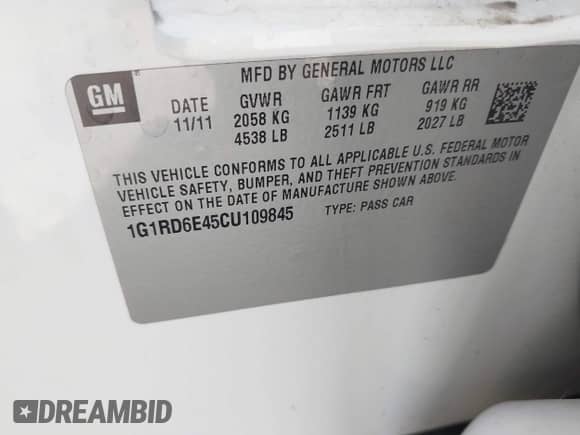 MFD BY GENERAL MOTORS LLC
GM
DATE GVWR GAWR FRT GAWR RR
11/11 2058 KG 1139 KG 919 KG
4538 LB 2511 LB 2027 LB
THIS VEHICLE CONFORMS TO ALL APPLICABLE U.S. FEDERAL MOTOR
VEHICLE SAFETY, BUMPER, AND THEFT PREVENTION STANDARDS IN
EFFECT ON THE DATE OF MANUFACTURE SHOWN ABOVE.
1G1RD6E45CU109845 TYPE: PASS CAR
DREAMBID